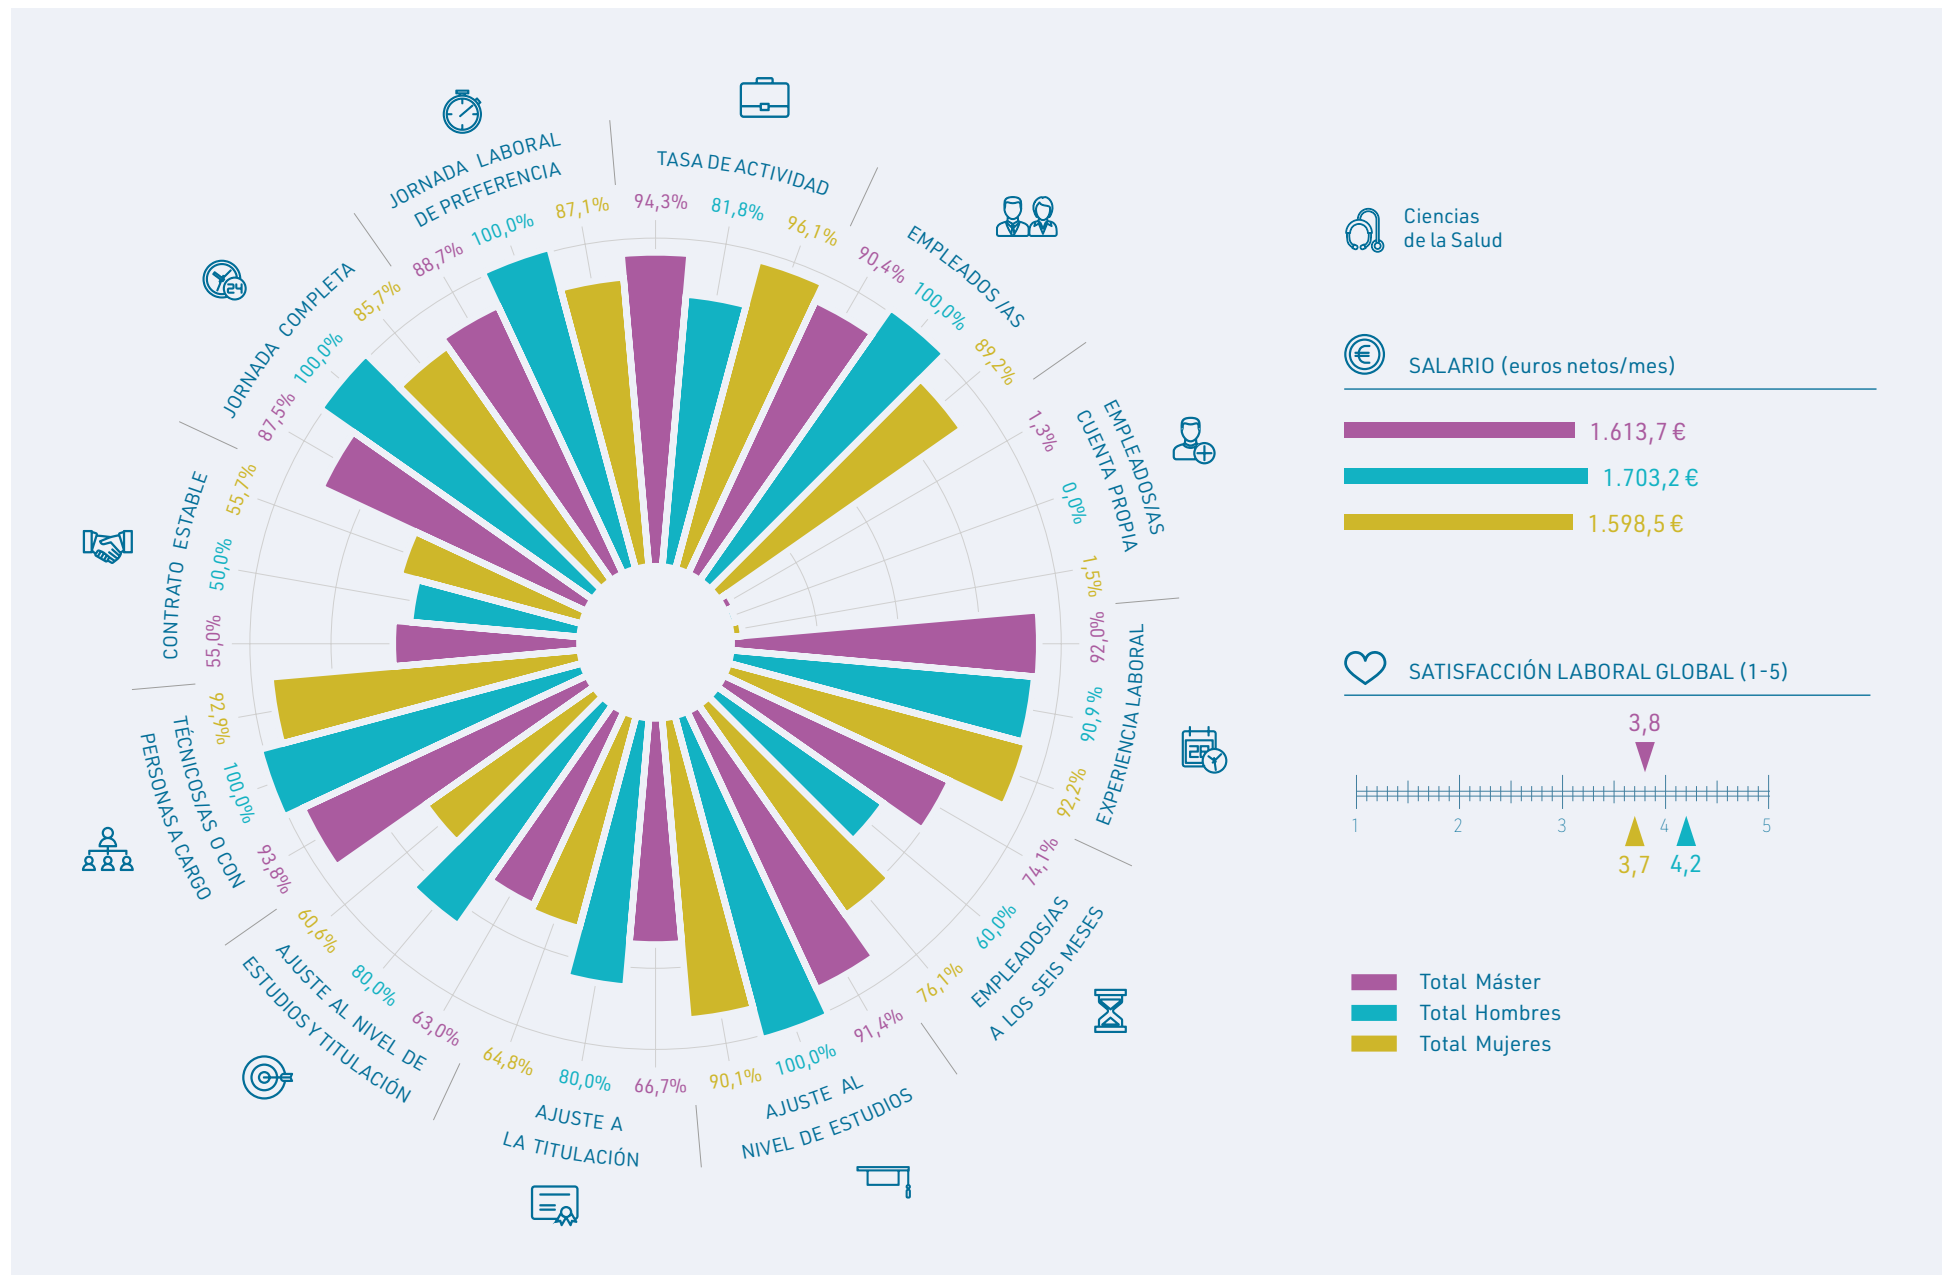 TASA DE ACTIVIDAD
94,3%
81,8%
96,1%
EMPLEADOS /AS
90,4%
100,0%
89,2%
EMPLEADOS/AS
CUENTA PROPIA
1,3%
0,0%
1,5%
EXPERIENCIA LABORAL
92,0%
90,9 %
92,2%
EMPLEADOS/AS
A LOS SEIS MESES
74,1%
60,0%
76,1%
AJUSTE AL
NIVEL DE ESTUDIOS
91,4%
100,0%
90,1%
AJUSTE A
LA TITULACIÓN
66,7%
80,0%
64,8%
AJUSTE AL NIVEL DE
ESTUDIOS Y TITULACIÓN
63,0%
80,0%
60,6%
TÉCNICOS/AS O CON
PERSONAS A CARGO
93,8%
100,0%
92,9%
CONTRATO ESTABLE
55,0%
50,0%
55,7%
JORNADA COMPLETA
87,5%
100,0%
85,7%
JORNADA LABORAL
DE PREFERENCIA
88,7%
100,0%
87,1%
24
20
Ciencias
de la Salud
€
SALARIO (euros netos/mes)
1.613,7 €
1.703,2 €
1.598,5 €
SATISFACCIÓN LABORAL GLOBAL (1-5)
3,8
1 2 3 4 5
3,7 4,2
Total Máster
Total Hombres
Total Mujeres